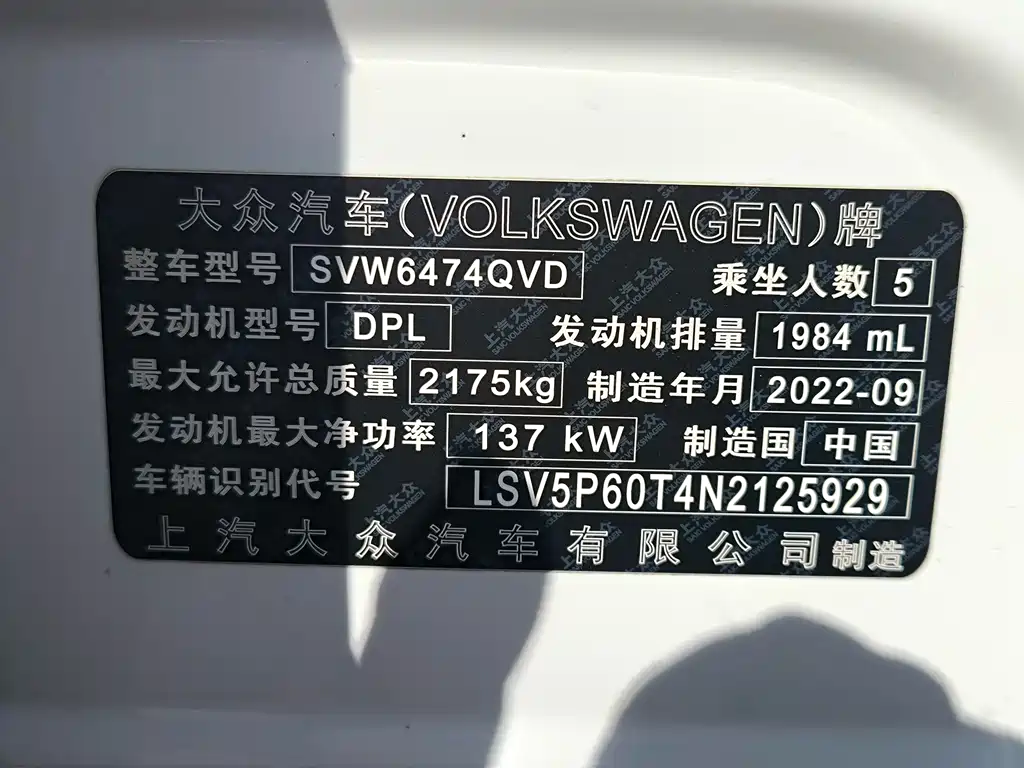 大众汽车(VOLKSWAGEN)牌
整车型号 SVW6474QVD 乘坐人数 5
发动机型号 DPL 发动机排量 1984 mL
最大允许总质量 2175kg 制造年月 2022-09
发动机最大净功率 137 kW 制造国 中国
车辆识别代号 LSV5P60T4N2125929
上汽大众汽车有限公司 制造